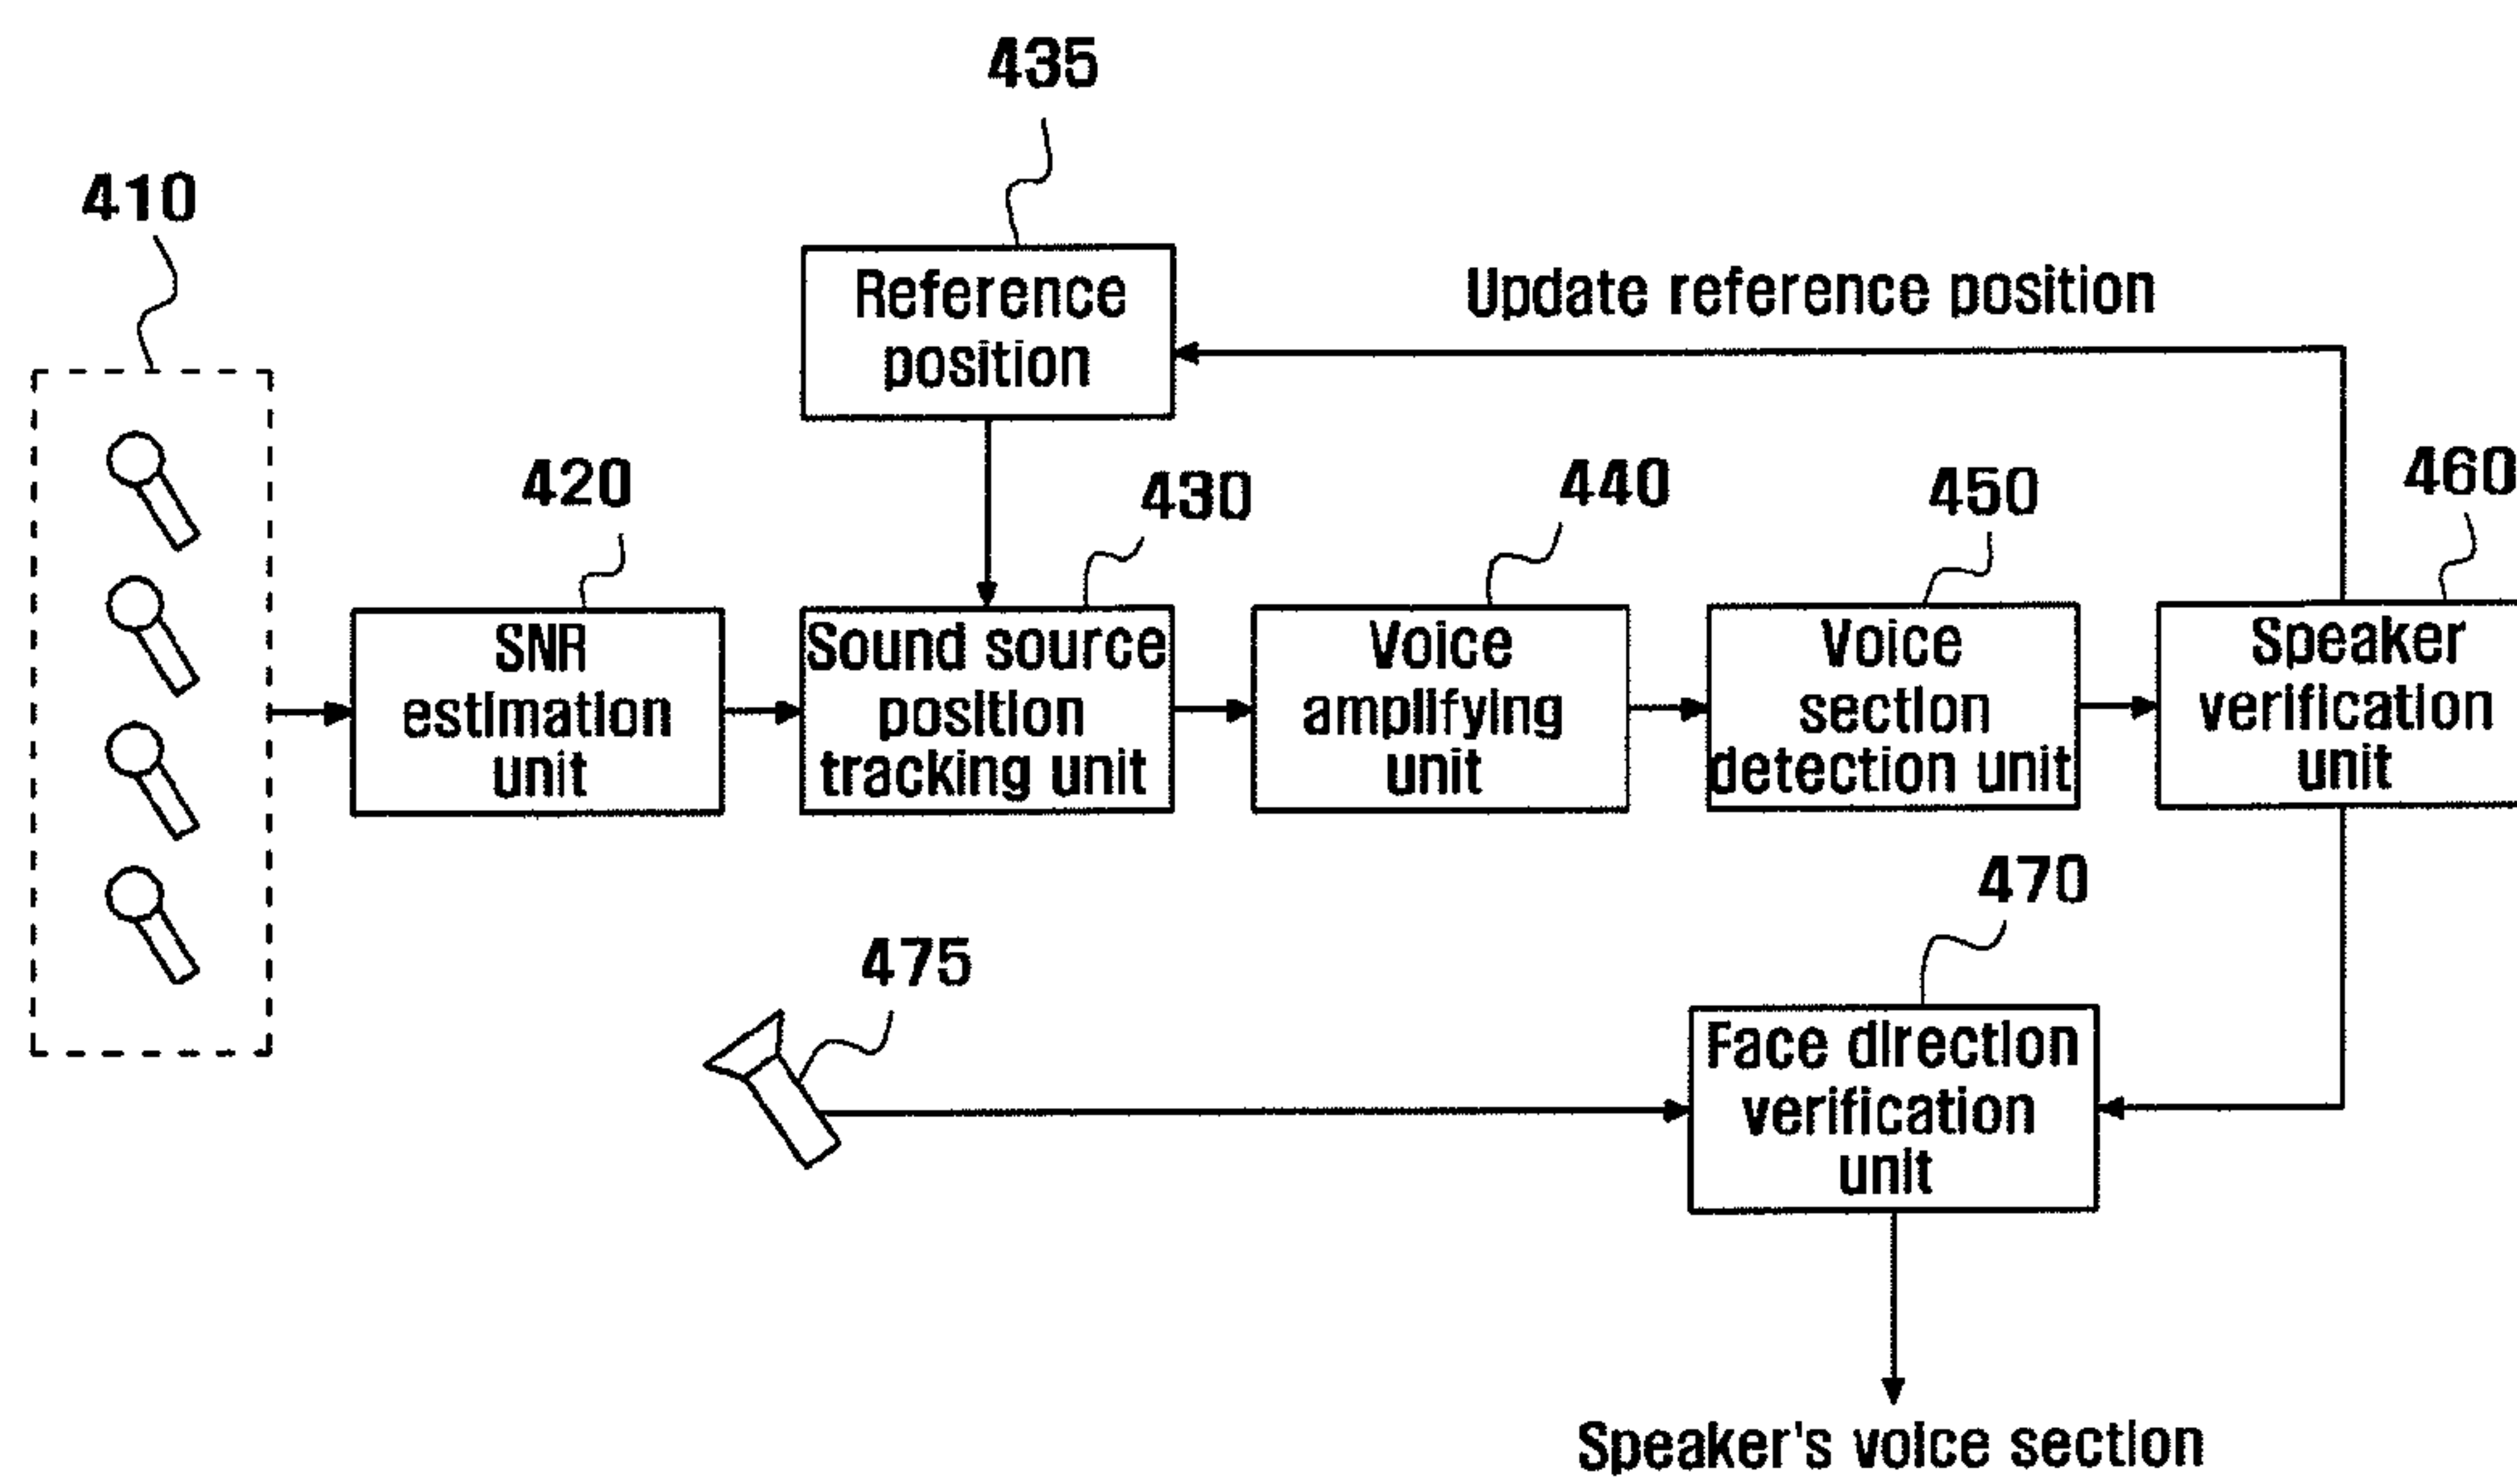 435
410
Reference
position
Update reference position
420
430
440
450
460
SNR
estimation
unit
Sound source
position
tracking unit
Voice
amplifying
unit
Voice
section
detection unit
Speaker
verification
unit
470
475
Face direction
verification
unit
Speaker's voice section